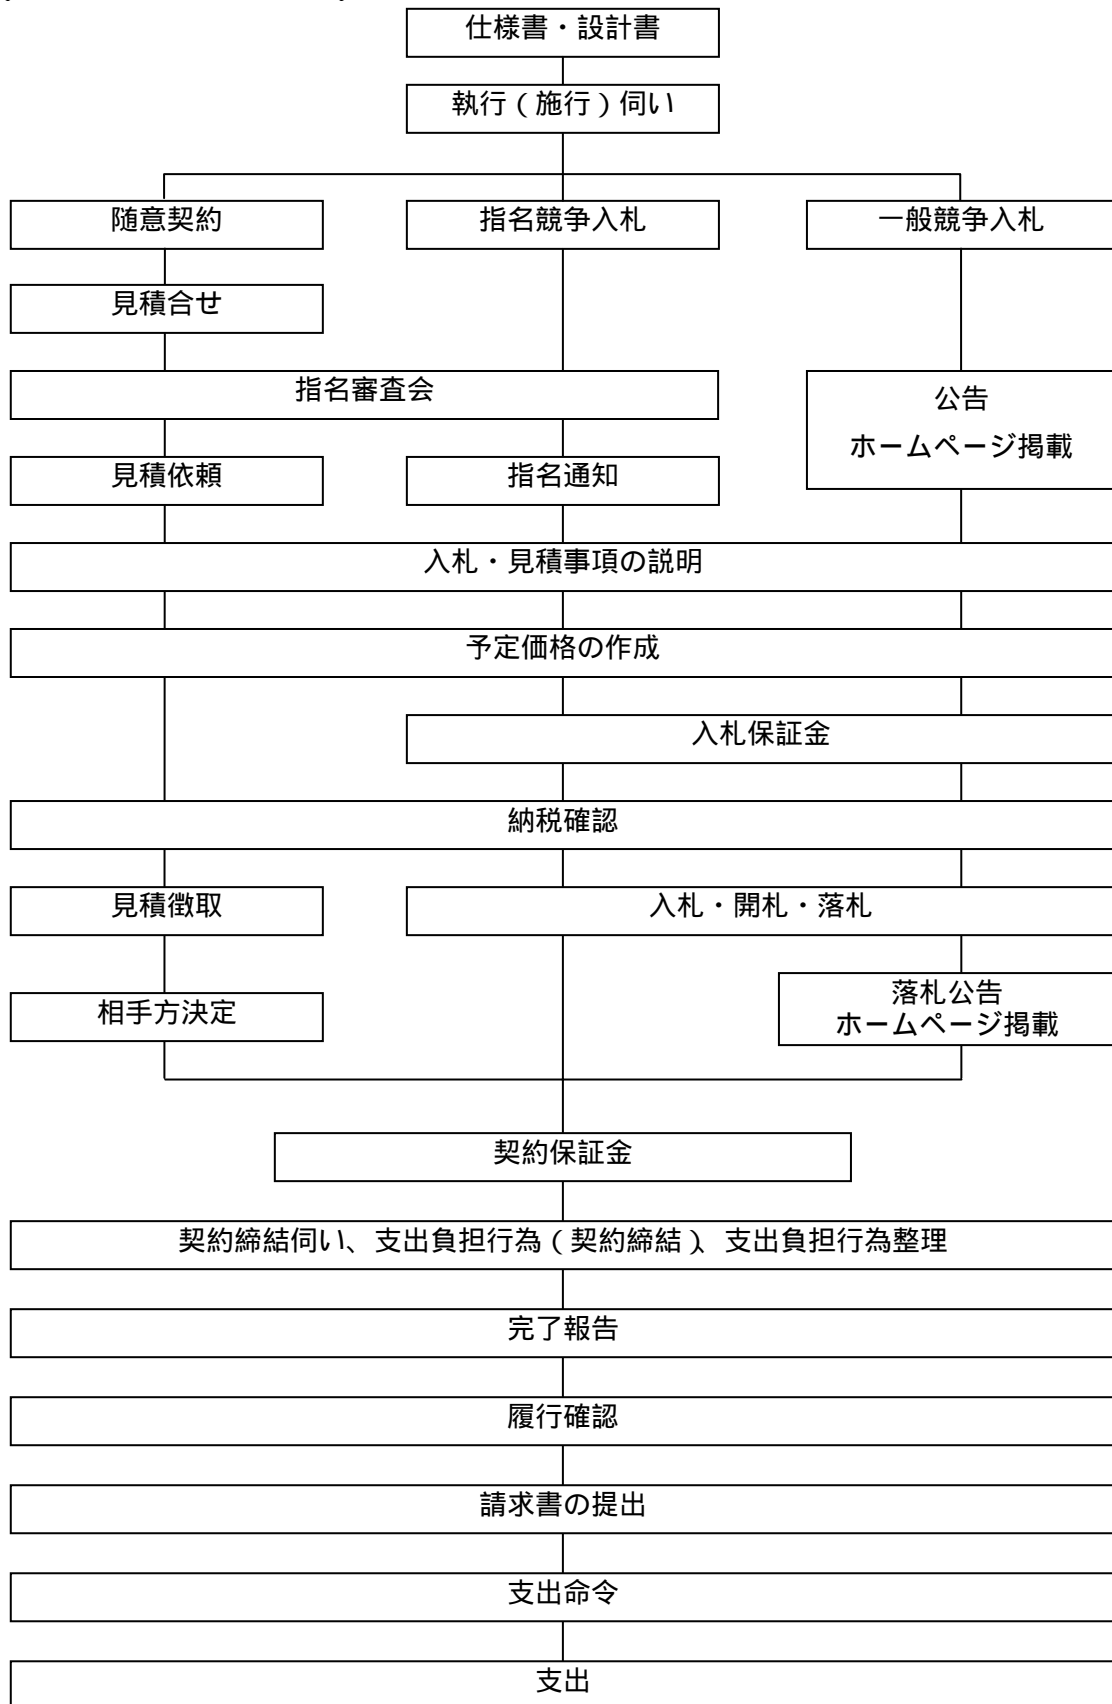 仕様書・設計書
執行(施行)伺い
随意契約
指名競争入札
一般競争入札
見積合せ
指名審査会
公告
ホームページ掲載
見積依頼
指名通知
入札・見積事項の説明
予定価格の作成
入札保証金
納税確認
見積徴取
入札・開札・落札
相手方決定
落札公告
ホームページ掲載
契約保証金
契約締結伺い、支出負担行為(契約締結)、支出負担行為整理
完了報告
履行確認
請求書の提出
支出命令
支出